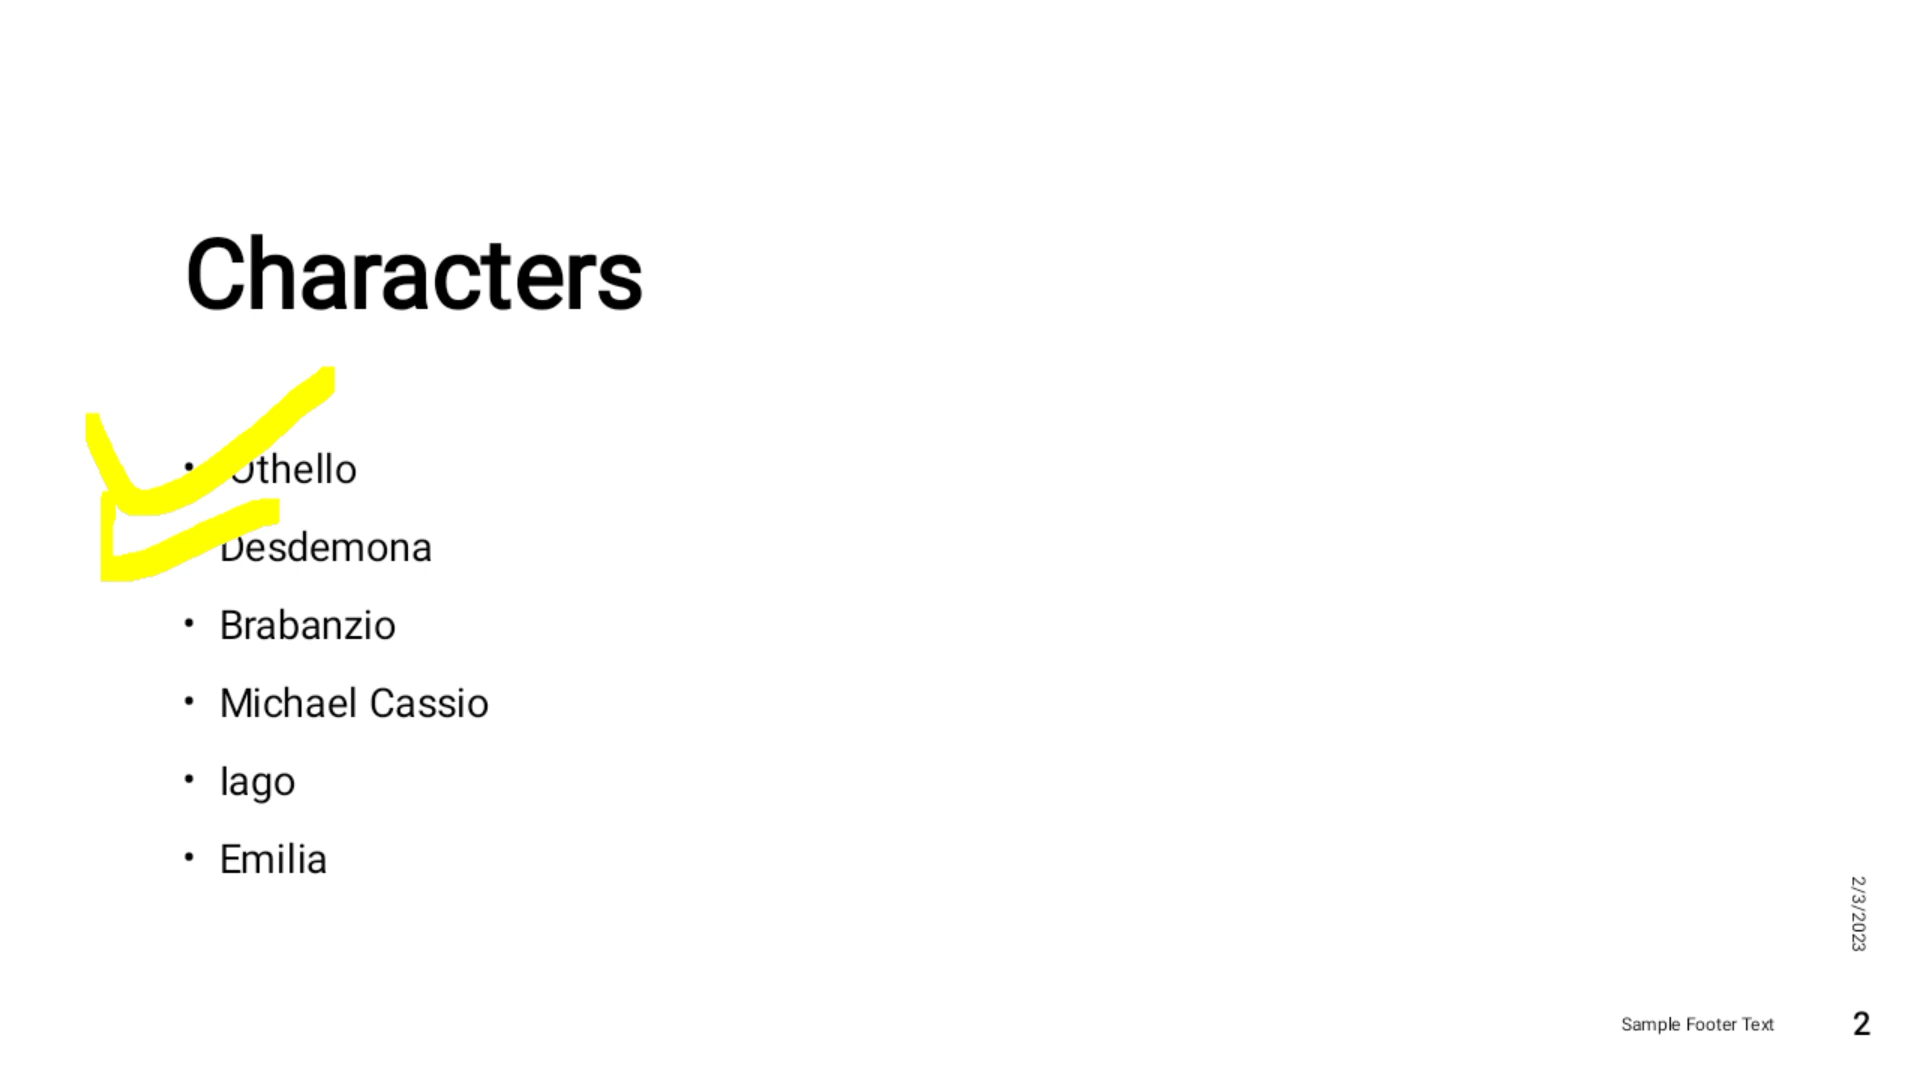 Characters
• Othello
Desdemona
• Brabanzio
• Michael Cassio
• Iago
• Emilia
2/3/2023
Sample Footer Text
2